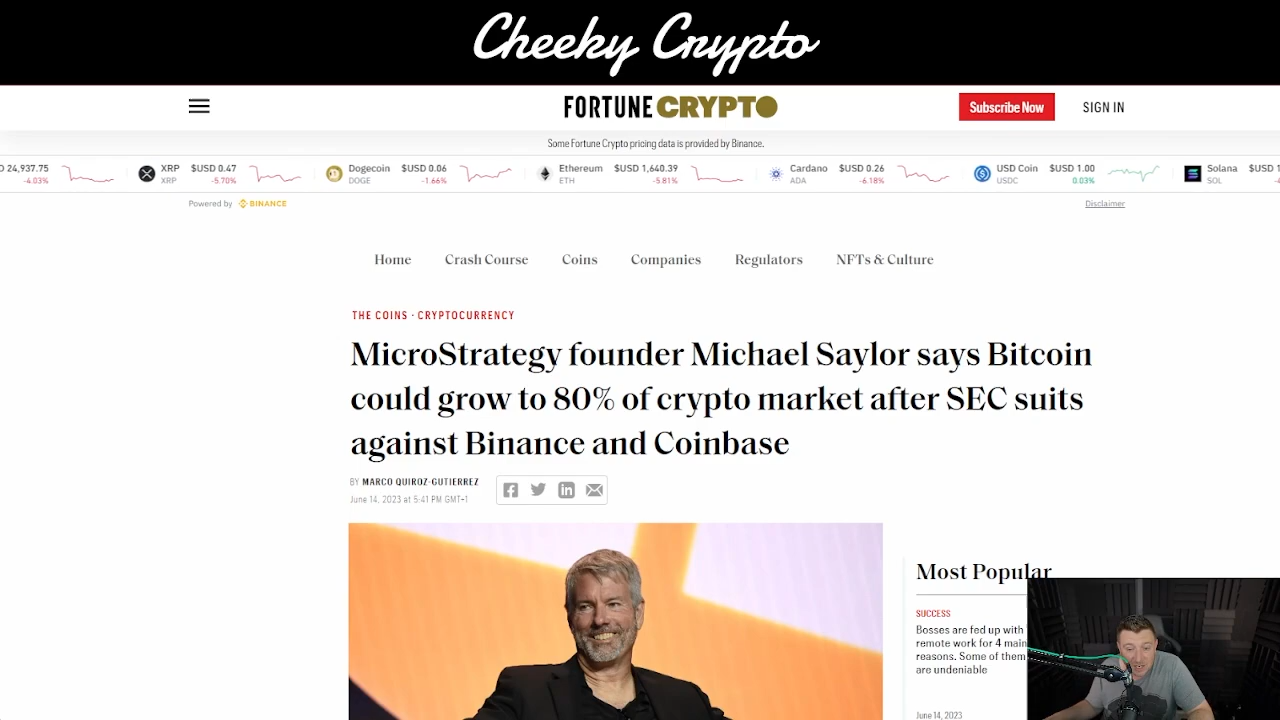 Cheeky Crypto
FORTUNE CRYPTO
Subscribe Now
SIGN IN
Some Fortune Crypto pricing data is provided by Binance.
24,937.75
-4.03%
XRP $USD 0.47
XRP -5.70%
Dogecoin $USD 0.06
DOGE -1.66%
Ethereum $USD 1,640.39
ETH -5.81%
Cardano $USD 0.26
ADA -6.18%
USD Coin $USD 1.00
USDC 0.03%
Solana $USD 1
SOL
Powered by BINANCE
Disclaimer
Home Crash Course Coins Companies Regulators NFTs & Culture
THE COINS · CRYPTOCURRENCY
MicroStrategy founder Michael Saylor says Bitcoin
could grow to 80% of crypto market after SEC suits
against Binance and Coinbase
BY MARCO QUIROZ-GUTIERREZ
June 14, 2023 at 5:41 PM GMT+1
Most Popular
SUCCESS
Bosses are fed up with
remote work for 4 main
reasons. Some of them
are undeniable
June 14, 2023